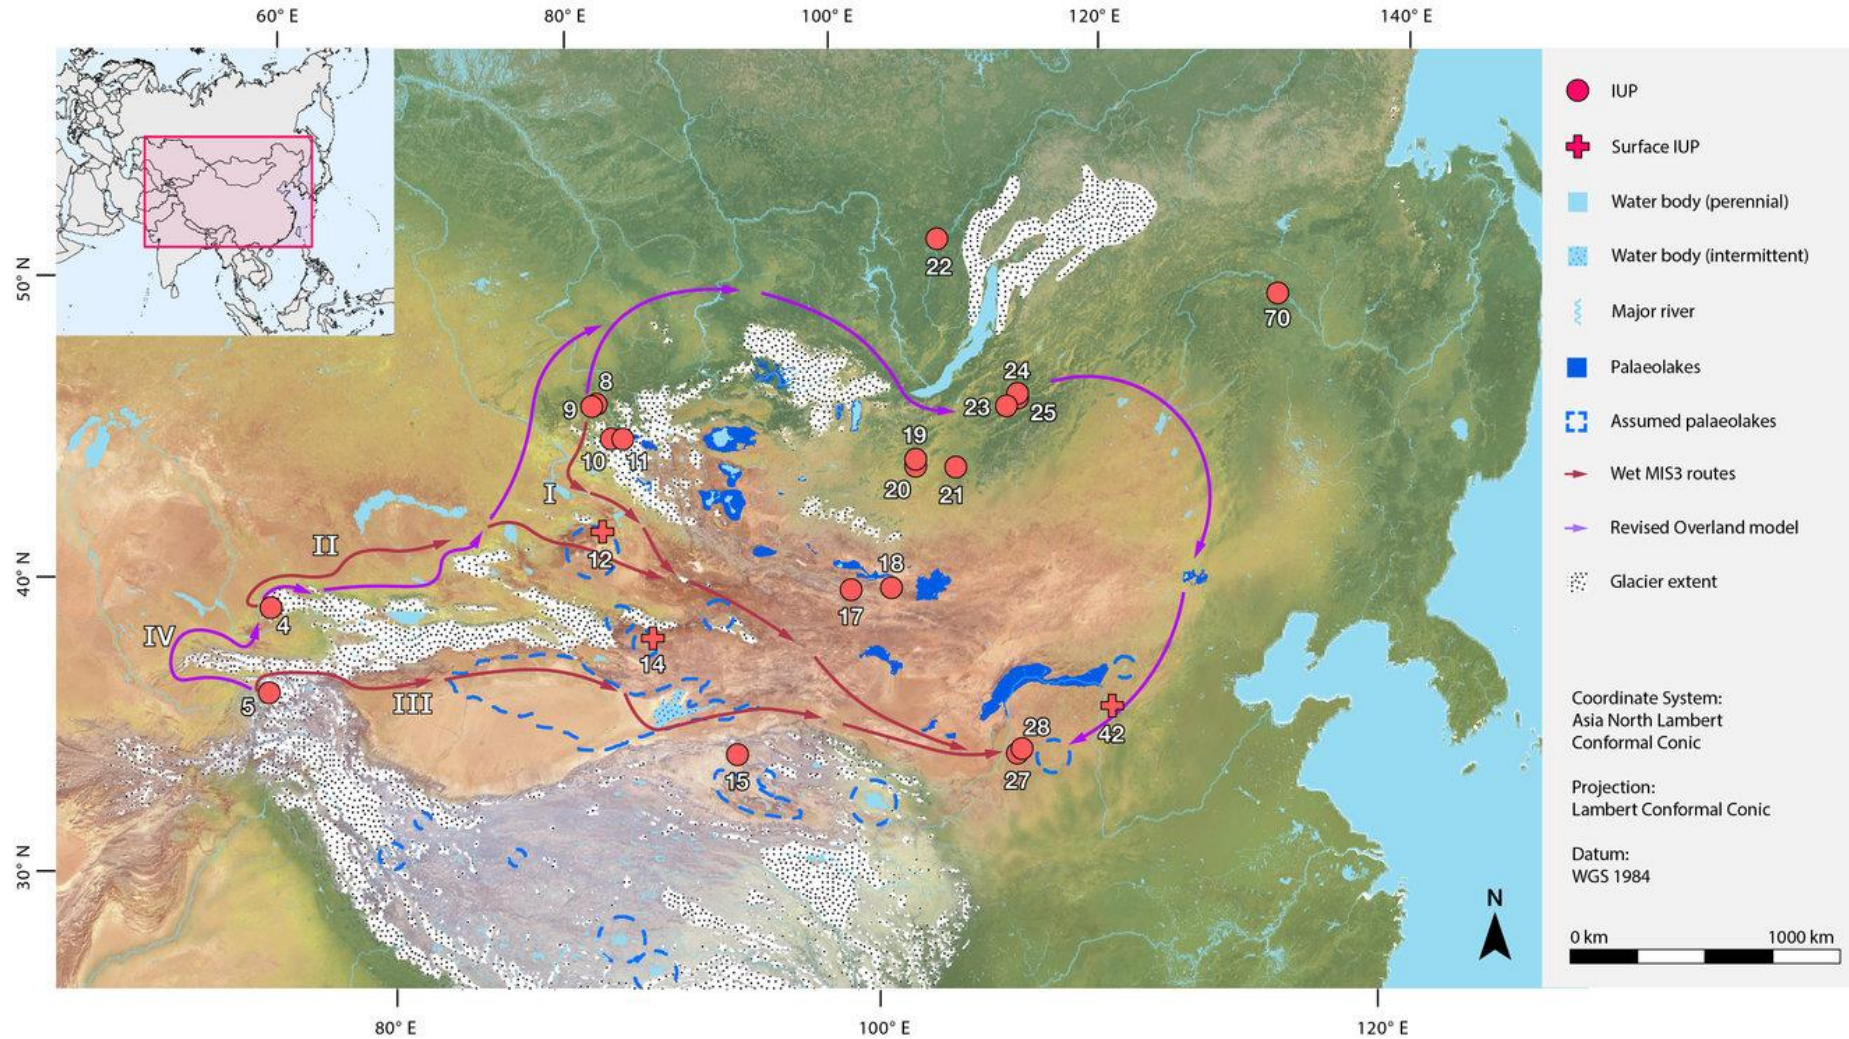 60° E
80° E
100° E
120° E
140° E
50° N
40° N
30° N
80° E
100° E
120° E
22
70
8
9
10
11
24
23
25
19
20
21
I
II
12
18
17
4
IV
14
5
III
28
42
15
27
IUP
Surface IUP
Water body (perennial)
Water body (intermittent)
Major river
Palaeolakes
Assumed palaeolakes
Wet MIS3 routes
Revised Overland model
Glacier extent
Coordinate System:
Asia North Lambert
Conformal Conic
Projection:
Lambert Conformal Conic
Datum:
WGS 1984
N
0 km 1000 km